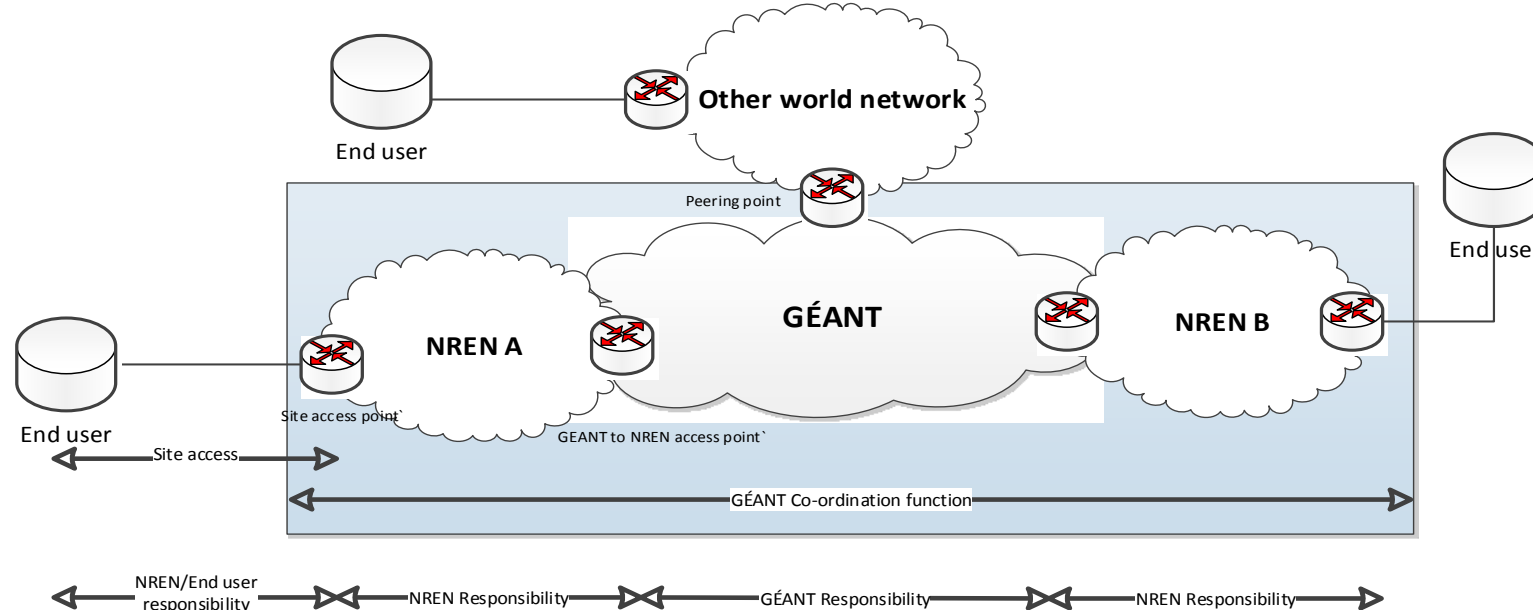 Other world network
End user
Peering point
End use
GÉANT
NREN A
NREN B
Site access point`
End user
GEANT to NREN access point`
Site access
GÉANT Co-ordination function
NREN/End user
responsibility
NREN Responsibility
GÉANT Responsibility
NREN Responsibility